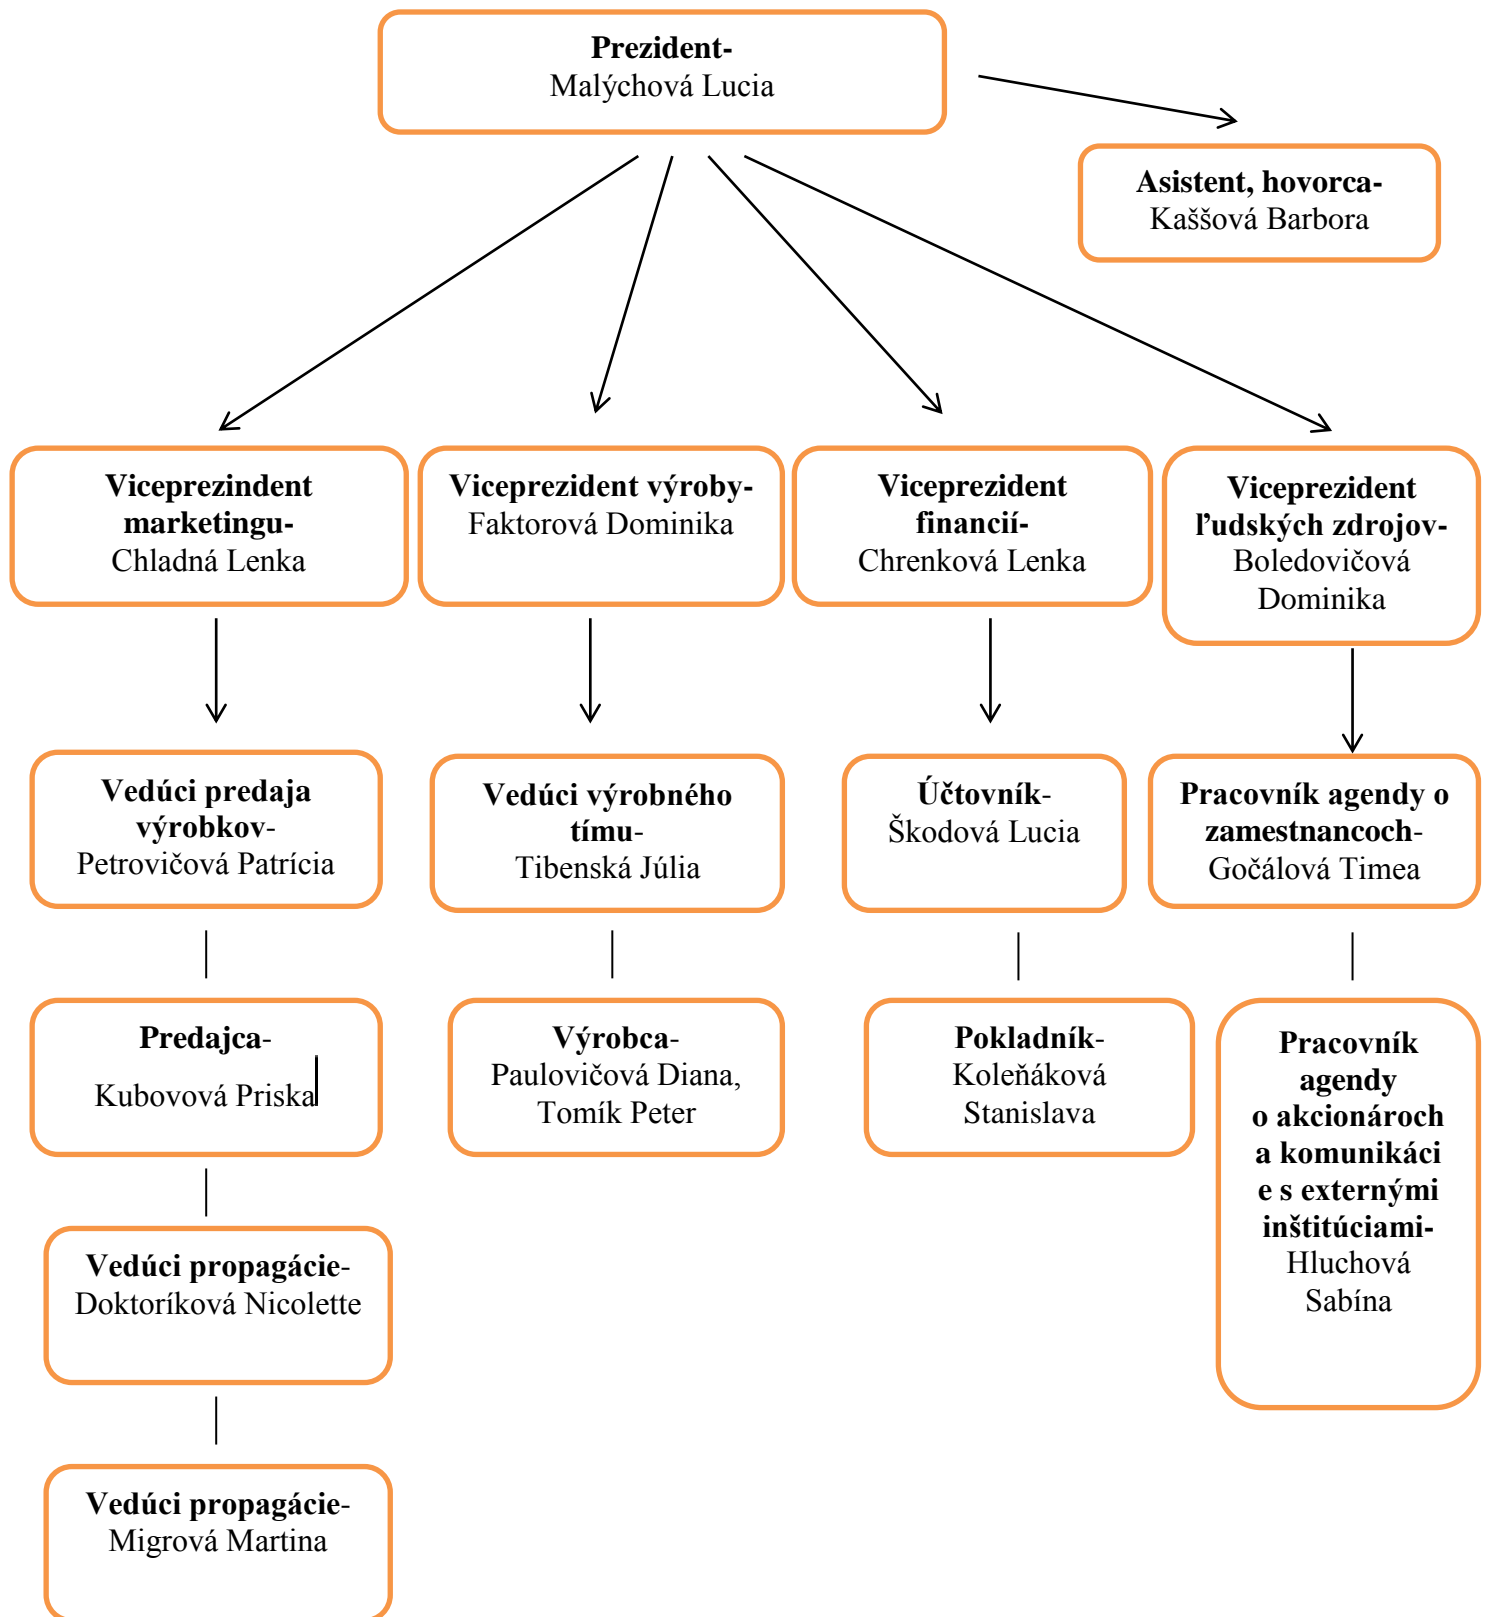 Prezident-
Malýchová Lucia
Asistent, hovorca-
Kaššová Barbora
Viceprezindent
marketingu-
Chladná Lenka
Viceprezident výroby-
Faktorová Dominika
Viceprezident
financií-
Chrenková Lenka
Viceprezident
ľudských zdrojov-
Boledovičová
Dominika
Vedúci predaja
výrobkov-
Petrovičová Patrícia
Vedúci výrobného
tímu-
Tibenská Júlia
Účtovník-
Škodová Lucia
Pracovník agendy o
zamestnancoch-
Gočálová Timea
Predajca-
Kubovová Priska
Výrobca-
Paulovičová Diana,
Tomík Peter
Pokladník-
Koleňáková
Stanislava
Pracovník
agendy
o akcionároch
a komunikáci
e s externými
inštitúciami-
Hluchová
Sabína
Vedúci propagácie-
Doktoríková Nicolette
Vedúci propagácie-
Migrová Martina